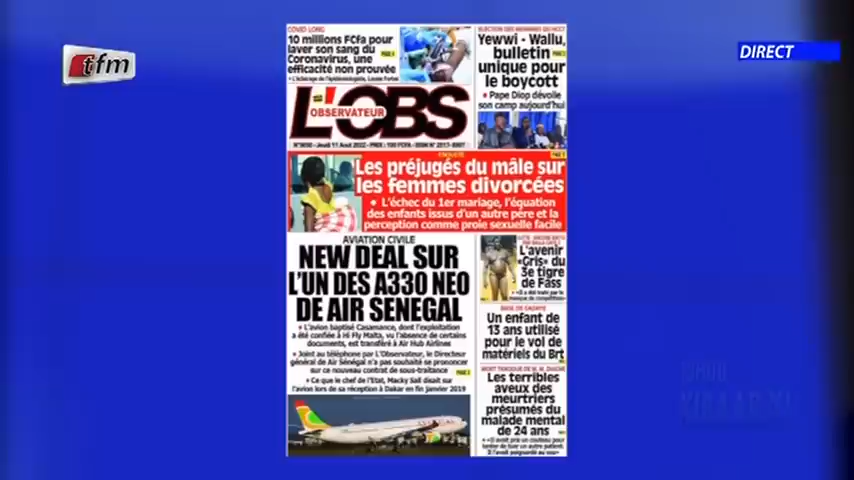 tfm
DIRECT
COVID LONG
10 millions FCfa pour
laver son sang du
Coronavirus, une
efficacité non prouvée
ELECTION DES MEMBRES DU HCCT
Yewwi - Wallu,
bulletin
unique pour
le boycott
• Pape Diop dévoile
son camp aujourd'hui
L'OBS
OBSERVATEUR
Jeudi 11 Aout 2022 - PRIX : 100 FCFA
Les préjugés du mâle sur
les femmes divorcées
• L'échec du 1er mariage, l'équation
des enfants issus d'un autre père et la
perception comme proie sexuelle facile
AVIATION CIVILE
NEW DEAL SUR
L'UN DES A330 NEO
DE AIR SENEGAL
• L'avion baptisé Casamance, dont l'exploitation
a été confiée à Hi Fly Malta, vu l'absence de certains
documents, est transféré à Air Hub Airlines
• Joint au téléphone par L'Observateur, le Directeur
général de Air Sénégal n'a pas souhaité se prononcer
sur ce nouveau contrat de sous-traitance
• Ce que le chef de l'Etat, Macky Sall disait sur
l'avion lors de sa réception à Dakar en fin janvier 2019
L'avenir
«Gris» du
3e tigre
de Fass
Un enfant de
13 ans utilisé
pour le vol de
matériels du Brt
Les terribles
aveux des
meurtriers
présumés du
malade mental
de 24 ans